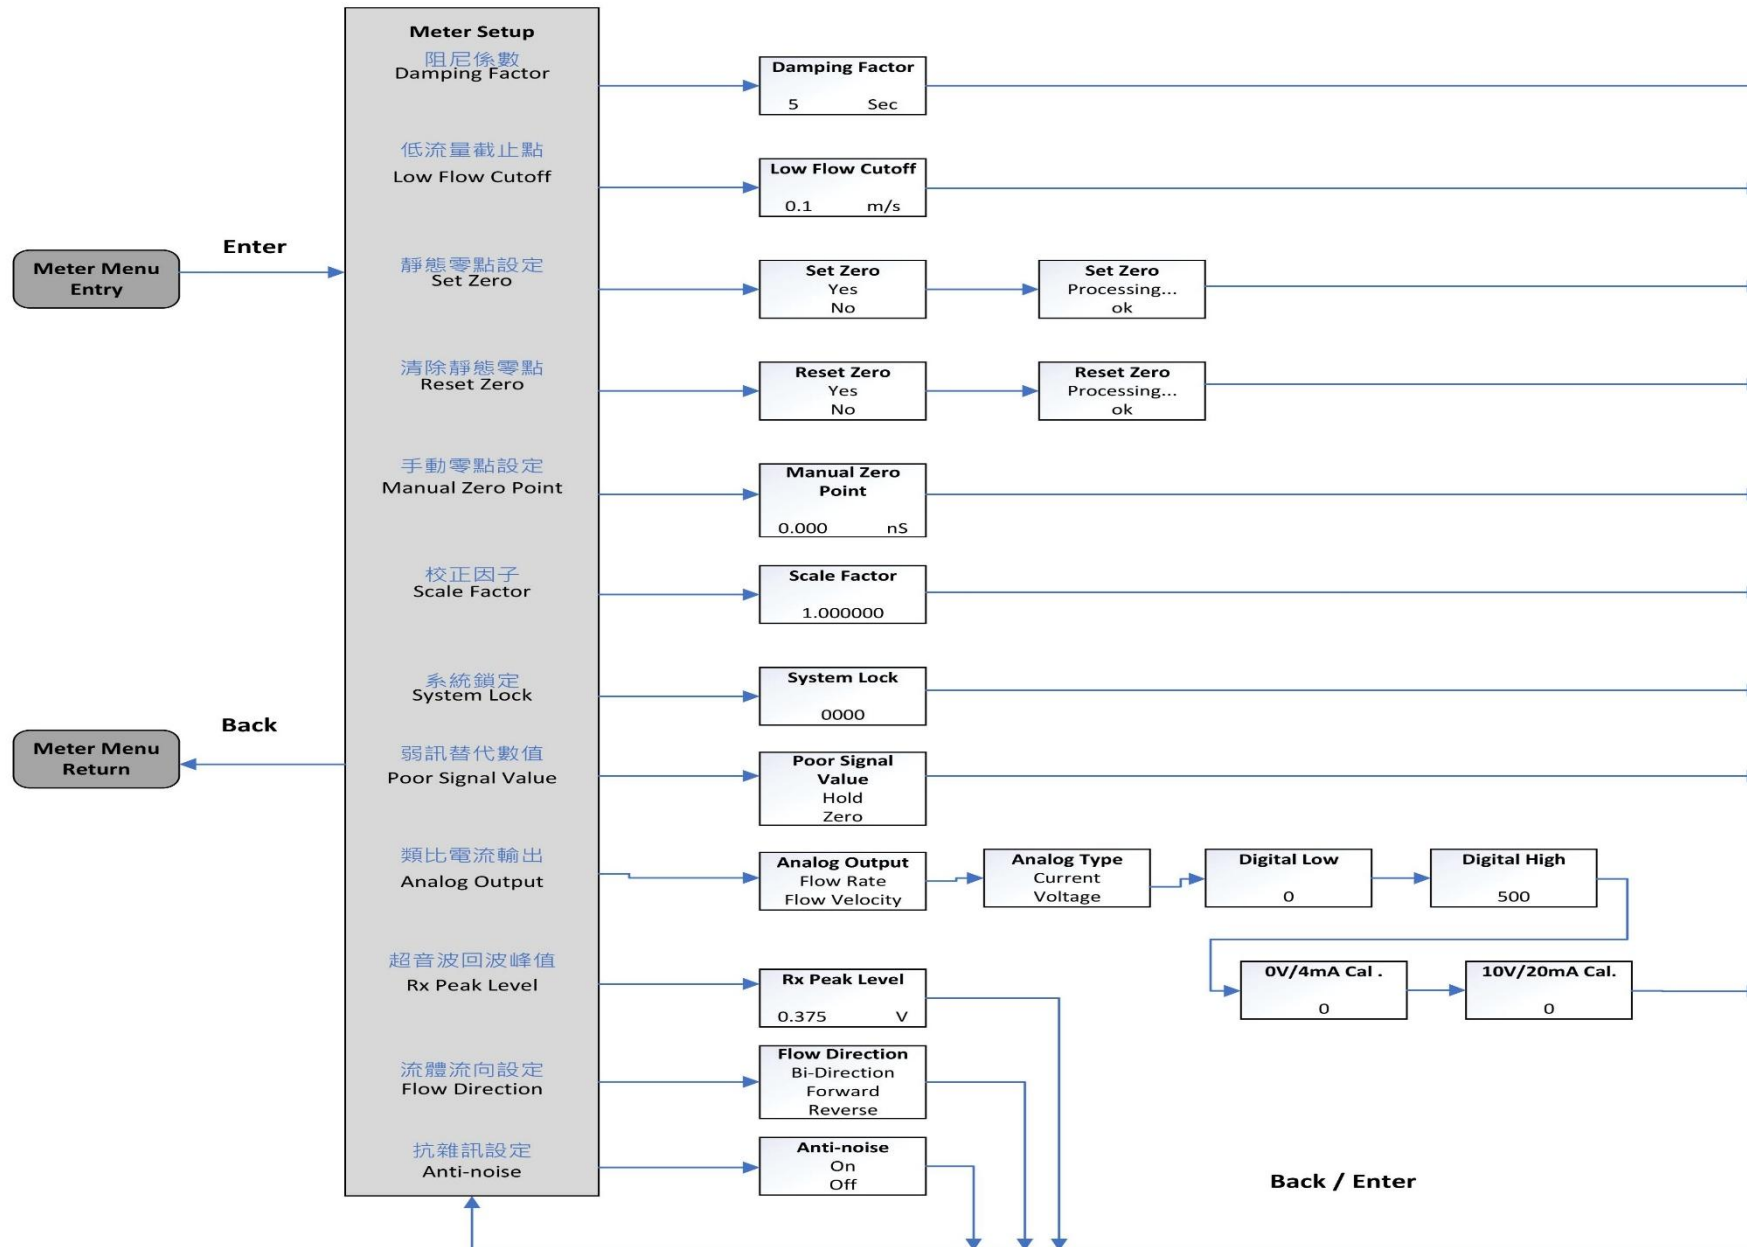 Meter Setup
阻尼係數
Damping Factor
Damping Factor
5 Sec
低流量截止點
Low Flow Cutoff
Low Flow Cutoff
0.1 m/s
Enter
Meter Menu
Entry
靜態零點設定
Set Zero
Set Zero
Yes
No
Set Zero
Processing...
ok
清除靜態零點
Reset Zero
Reset Zero
Yes
No
Reset Zero
Processing...
ok
手動零點設定
Manual Zero Point
Manual Zero
Point
0.000 nS
校正因子
Scale Factor
Scale Factor
1.000000
系統鎖定
System Lock
System Lock
0000
Back
Meter Menu
Return
弱訊替代數值
Poor Signal Value
Poor Signal
Value
Hold
Zero
類比電流輸出
Analog Output
Analog Output
Flow Rate
Flow Velocity
Analog Type
Current
Voltage
Digital Low
0
Digital High
500
0V/4mA Cal .
0
10V/20mA Cal.
0
超音波回波峰值
Rx Peak Level
Rx Peak Level
0.375 V
流體流向設定
Flow Direction
Flow Direction
Bi-Direction
Forward
Reverse
抗雜訊設定
Anti-noise
Anti-noise
On
Off
Back / Enter